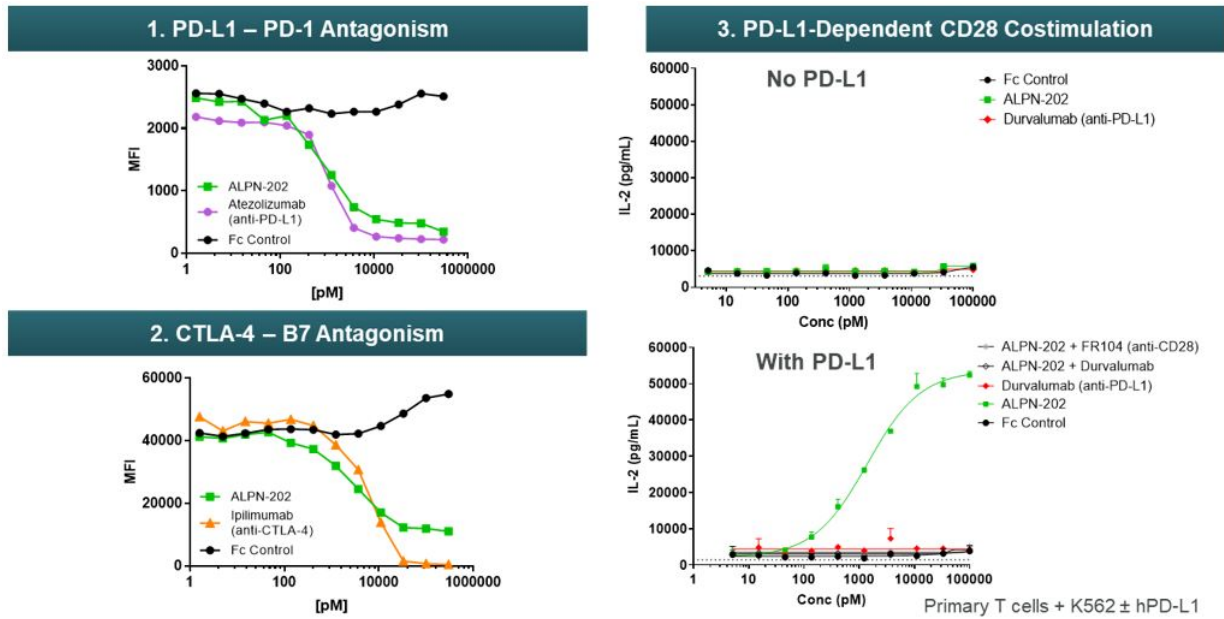 1. PD-L1 – PD-1 Antagonism
3000
2000
1000
0
MFI
ALPN-202
Atezolizumab
(anti-PD-L1)
Fc Control
1
100
10000
1000000
[pM]
2. CTLA-4 – B7 Antagonism
60000
40000
20000
0
MFI
ALPN-202
Ipilimumab
(anti-CTLA-4)
Fc Control
1
100
10000
1000000
[pM]
3. PD-L1-Dependent CD28 Costimulation
No PD-L1
Fc Control
ALPN-202
Durvalumab (anti-PD-L1)
60000
50000
40000
30000
20000
10000
0
IL-2 (pg/mL)
10
100
1000
10000
100000
Conc (pM)
With PD-L1
ALPN-202 + FR104 (anti-CD28)
ALPN-202 + Durvalumab
Durvalumab (anti-PD-L1)
ALPN-202
Fc Control
60000
50000
40000
30000
20000
10000
0
IL-2 (pg/mL)
1
10
100
1000
10000
100000
Conc (pM)
Primary T cells + K562 ± hPD-L1